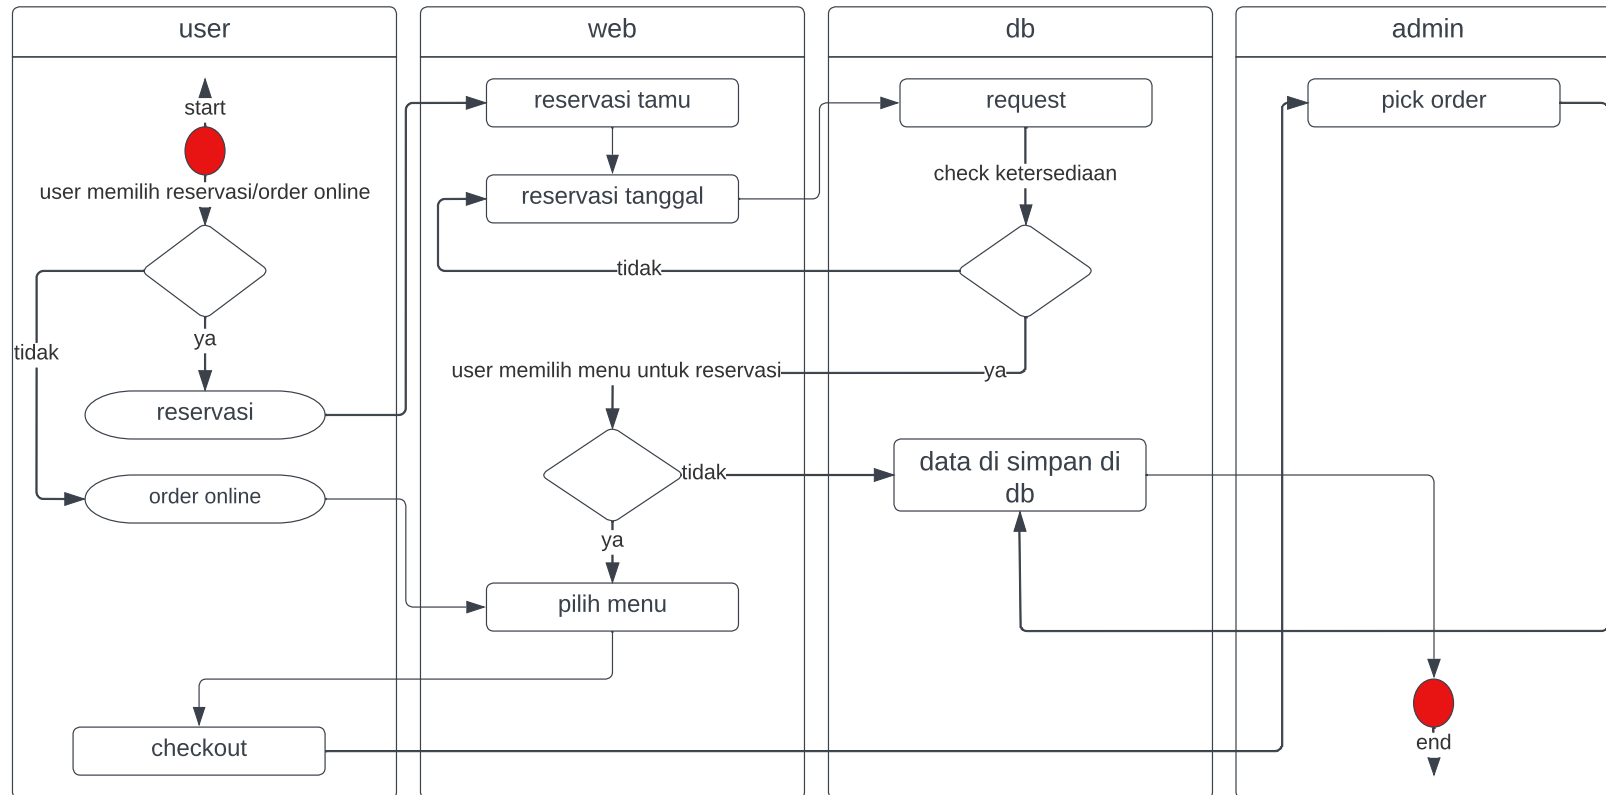 user
web
db
admin
start
user memilih reservasi/order online
tidak
ya
reservasi
order online
checkout
reservasi tamu
reservasi tanggal
tidak
user memilih menu untuk reservasi
tidak
ya
pilih menu
request
check ketersediaan
ya
data di simpan di
db
pick order
end